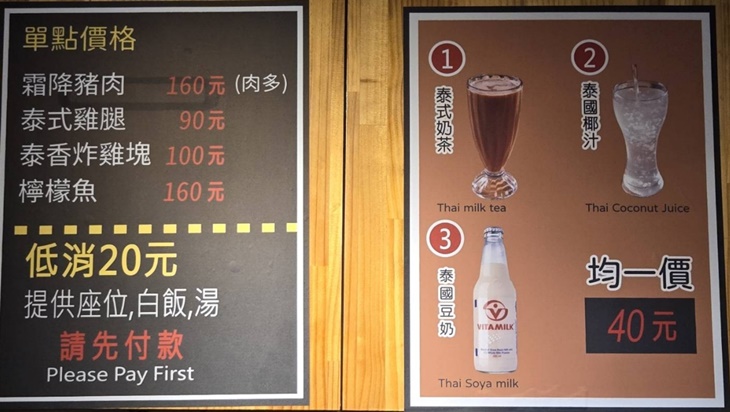 單點價格
霜降豬肉 160元 (肉多)
泰式雞腿 90元
泰香炸雞塊 100元
檸檬魚 160元
低消20元
提供座位,白飯,湯
請先付款
Please Pay First
1
泰式奶茶
Thai milk tea
2
泰國椰汁
Thai Coconut Juice
3
泰國豆奶
VITAMILK
Thai Soya milk
均一價
40元